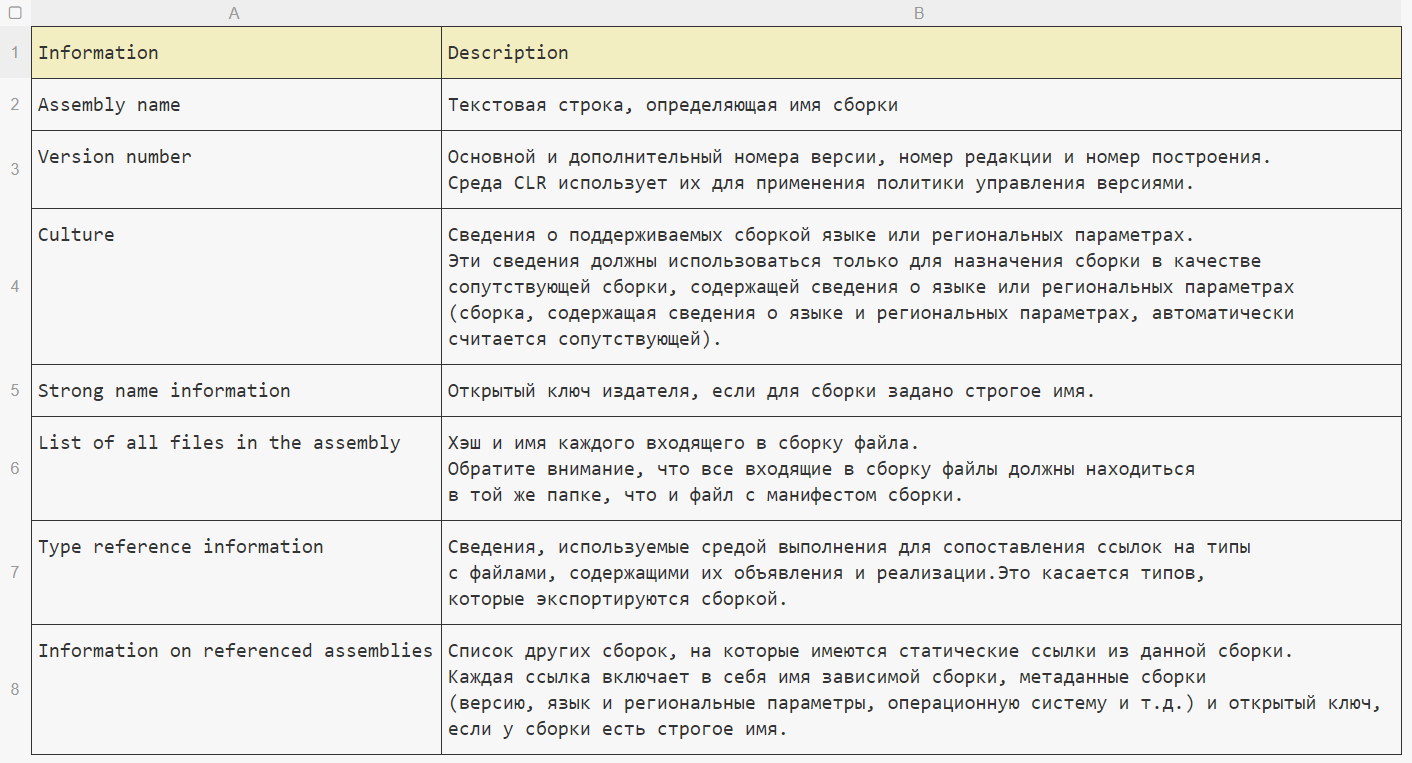 A B
1 Information Description
2 Assembly name Текстовая строка, определяющая имя сборки
3 Version number Основной и дополнительный номера версии, номер редакции и номер построения.
Среда CLR использует их для применения политики управления версиями.
4 Culture Сведения о поддерживаемых сборкой языке или региональных параметрах.
Эти сведения должны использоваться только для назначения сборки в качестве
сопутствующей сборки, содержащей сведения о языке или региональных параметрах
(сборка, содержащая сведения о языке и региональных параметрах, автоматически
считается сопутствующей).
5 Strong name information Открытый ключ издателя, если для сборки задано строгое имя.
6 List of all files in the assembly Хэш и имя каждого входящего в сборку файла.
Обратите внимание, что все входящие в сборку файлы должны находиться
в той же папке, что и файл с манифестом сборки.
7 Type reference information Сведения, используемые средой выполнения для сопоставления ссылок на типы
с файлами, содержащими их объявления и реализации.Это касается типов,
которые экспортируются сборкой.
8 Information on referenced assemblies Список других сборок, на которые имеются статические ссылки из данной сборки.
Каждая ссылка включает в себя имя зависимой сборки, метаданные сборки
(версию, язык и региональные параметры, операционную систему и т.д.) и открытый ключ,
если у сборки есть строгое имя.